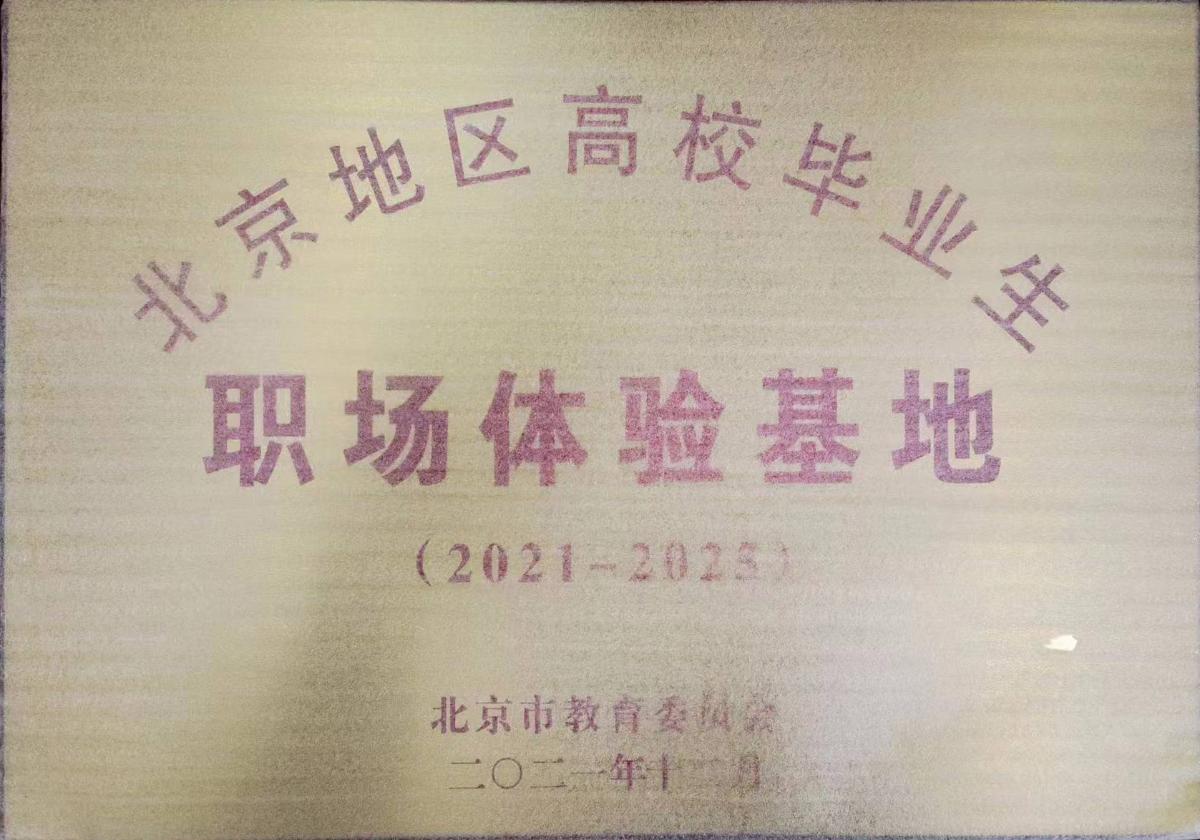 北京地区高校毕业生
职场体验基地
(2021-2025)
北京市教育委员会
二〇二一年十二月